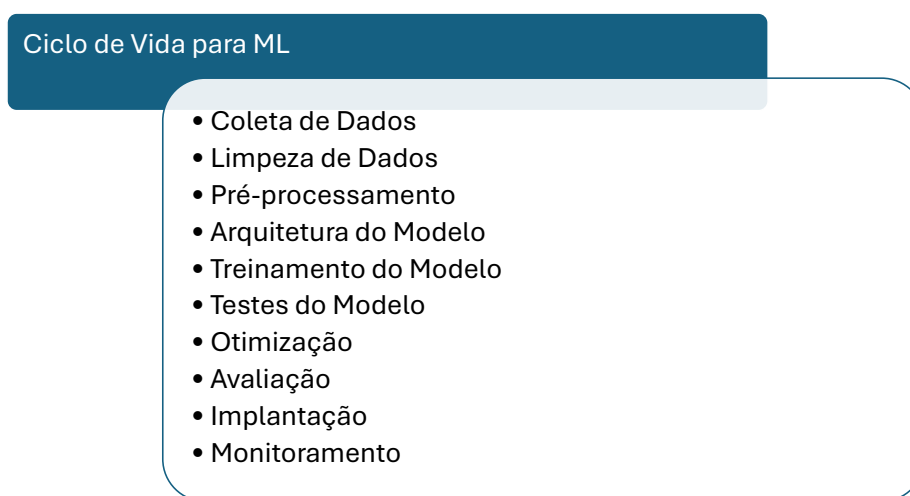 Ciclo de Vida para ML
• Coleta de Dados
• Limpeza de Dados
• Pré-processamento
• Arquitetura do Modelo
• Treinamento do Modelo
• Testes do Modelo
• Otimização
• Avaliação
• Implantação
• Monitoramento